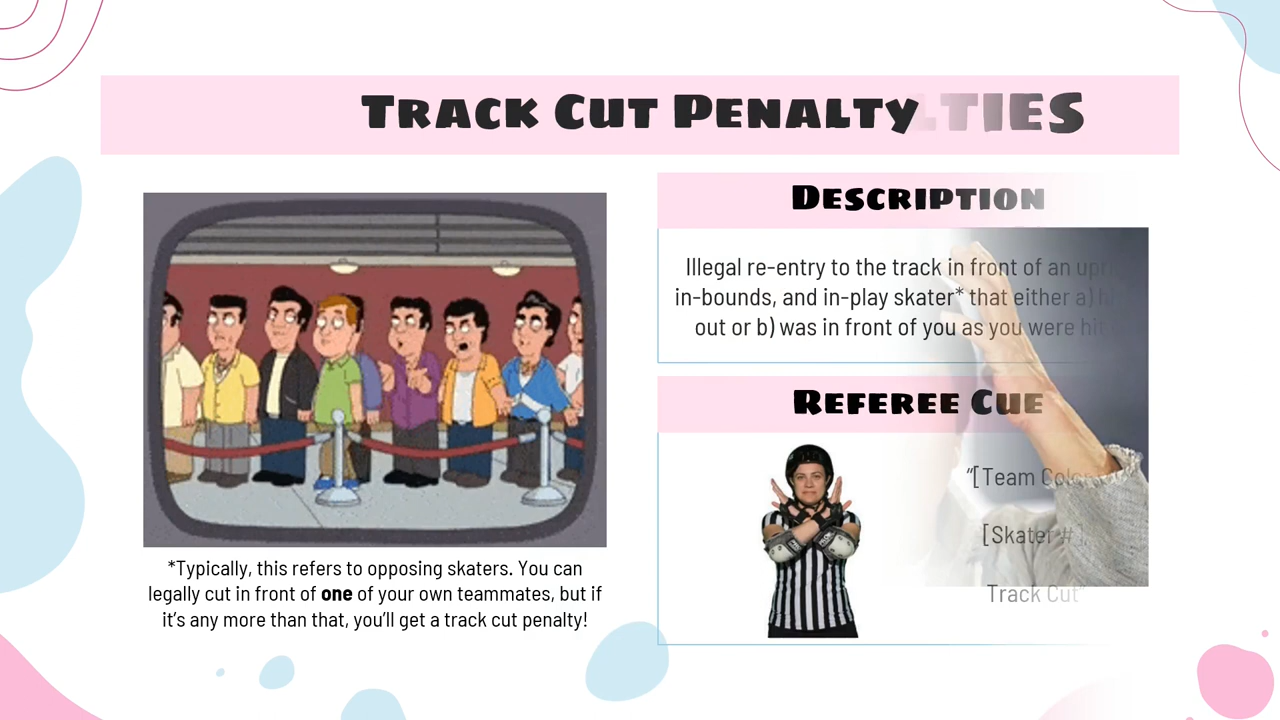 Track Cut Penalty
TIES
Description
Illegal re-entry to the track in front of an
in-bounds, and in-play skater* that either a)
out or b) was in front of you as you were hit
Referee Cue
"[Team Color
[Skater #]
Track Cut"
*Typically, this refers to opposing skaters. You can
legally cut in front of one of your own teammates, but if
it's any more than that, you'll get a track cut penalty!